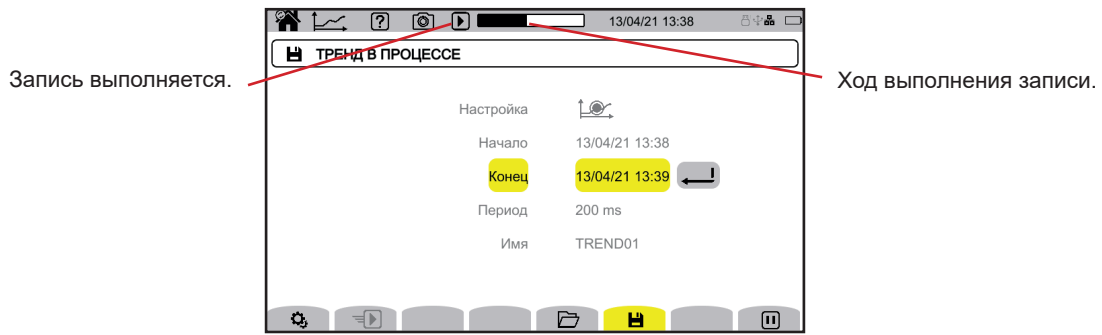 13/04/21 13:38
ТРЕНД В ПРОЦЕССЕ
Запись выполняется.
Ход выполнения записи.
Настройка
Начало 13/04/21 13:38
Конец 13/04/21 13:39
Период 200 ms
Имя TREND01